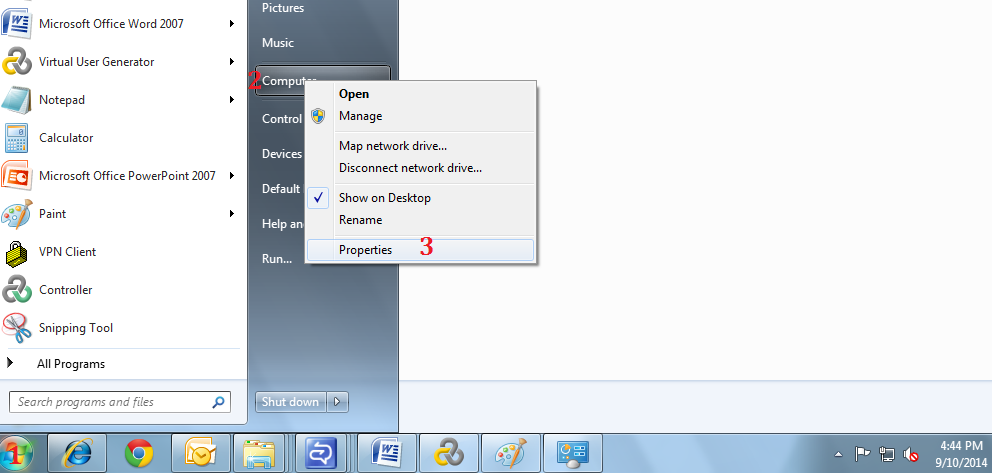 Microsoft Office Word 2007
Virtual User Generator
Notepad
Calculator
Microsoft Office PowerPoint 2007
Paint
VPN Client
Controller
Snipping Tool
All Programs
Search programs and files
Pictures
Music
2 Computer
Control
Devices
Default
Help and
Run...
Shut down
Open
Manage
Map network drive...
Disconnect network drive...
Show on Desktop
Rename
Properties 3
1
4:44 PM
9/10/2014